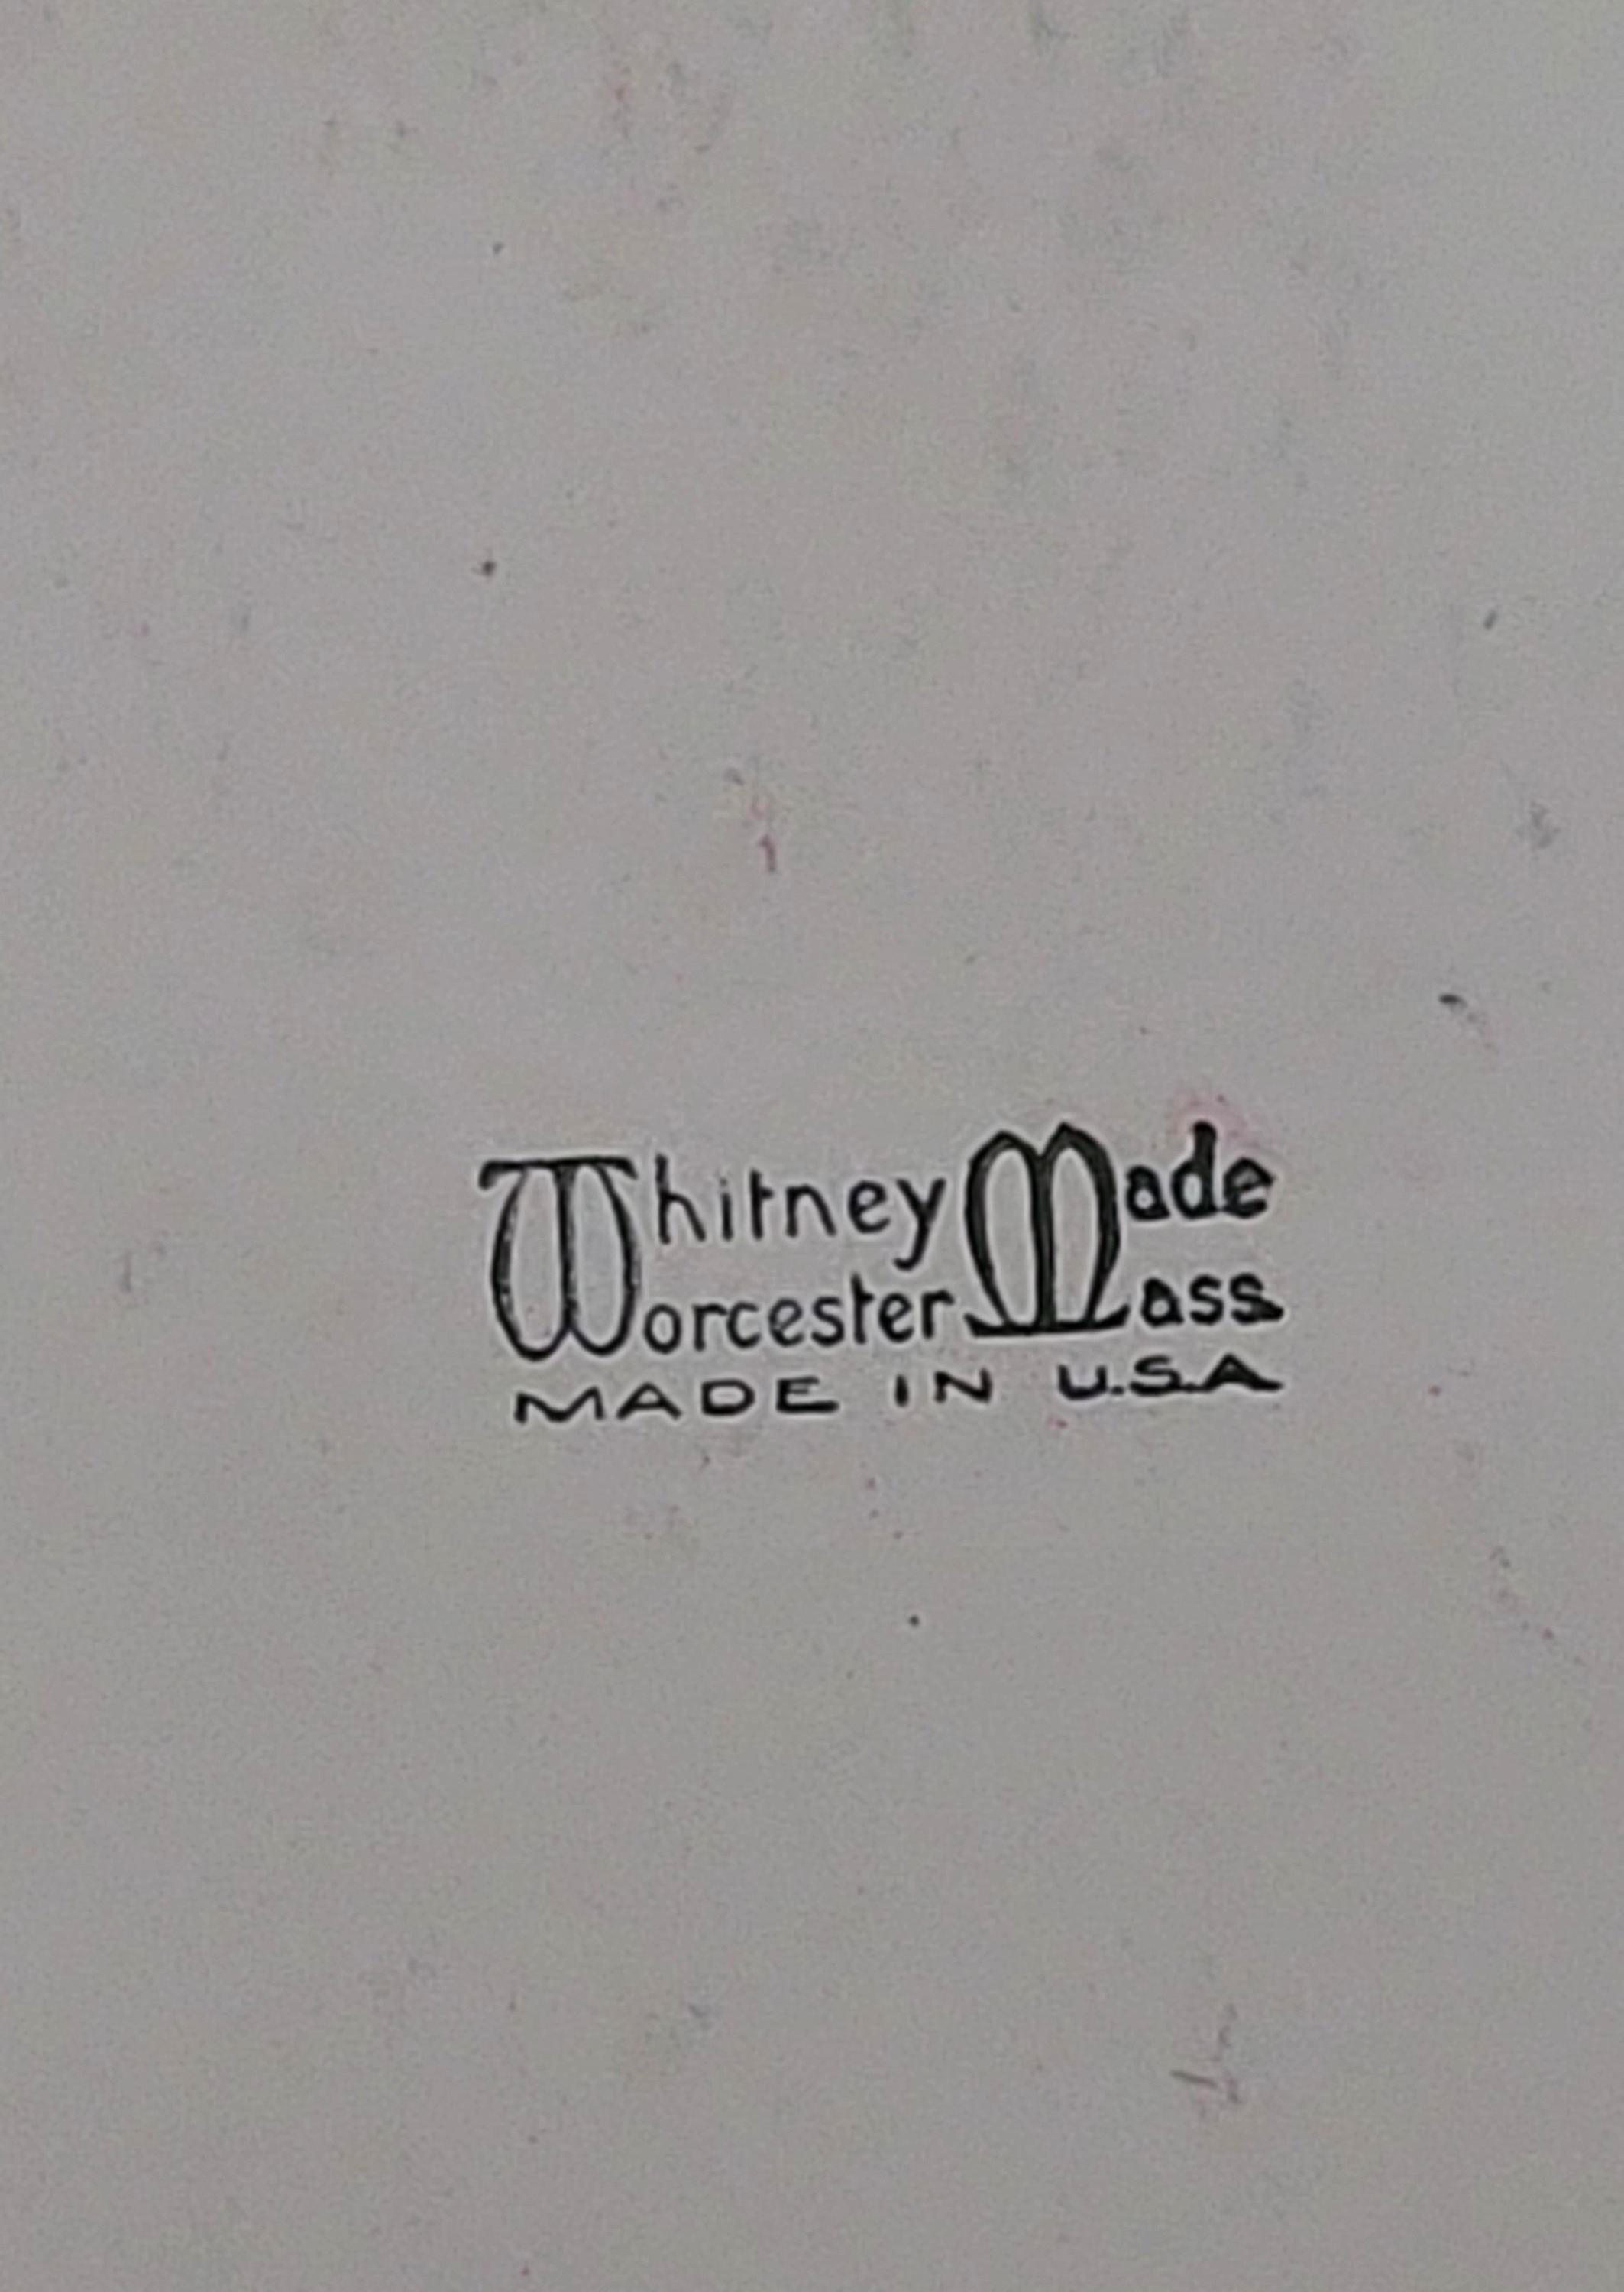 Whitney Made
Worcester Mass
MADE IN U.S.A